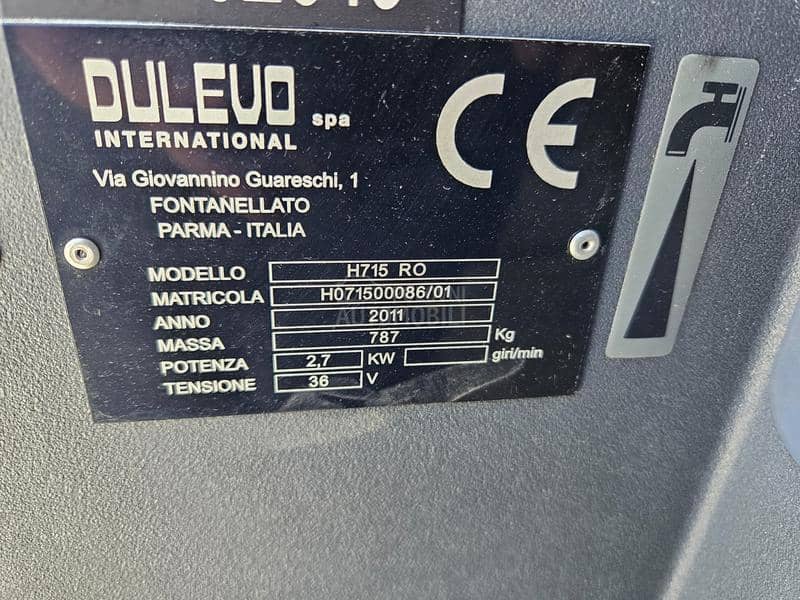 DULEVO spa
INTERNATIONAL
CE
Via Giovannino Guareschi, 1
FONTANELLATO
PARMA - ITALIA
MODELLO H715 RO
MATRICOLA H071500086/01
ANNO 2011
MASSA 787 Kg
POTENZA 2,7 KW giri/min
TENSIONE 36 V